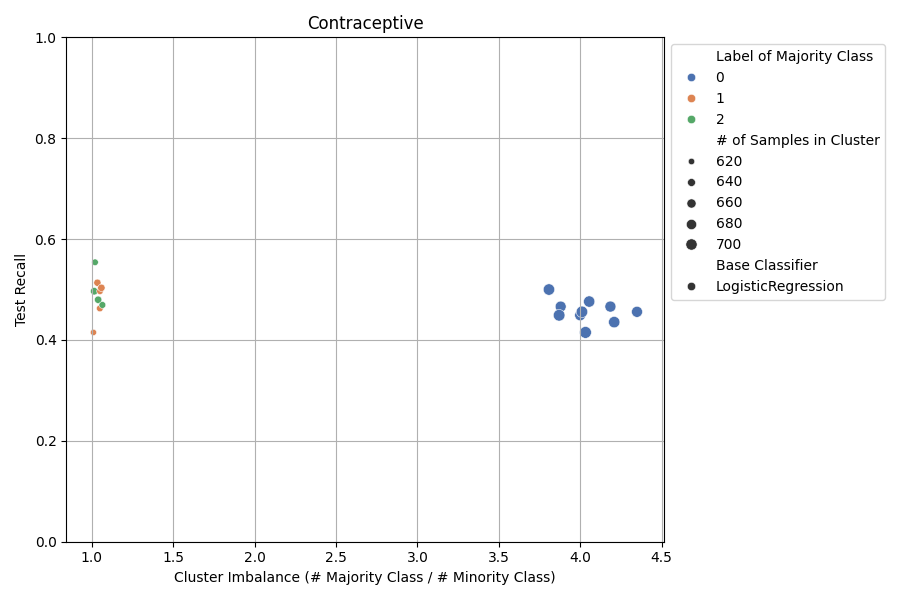 Contraceptive
1.0
0.8
0.6
0.4
0.2
0.0
Test Recall
1.0 1.5 2.0 2.5 3.0 3.5 4.0 4.5
Cluster Imbalance (# Majority Class / # Minority Class)
Label of Majority Class
0
1
2
# of Samples in Cluster
620
640
660
680
700
Base Classifier
LogisticRegression